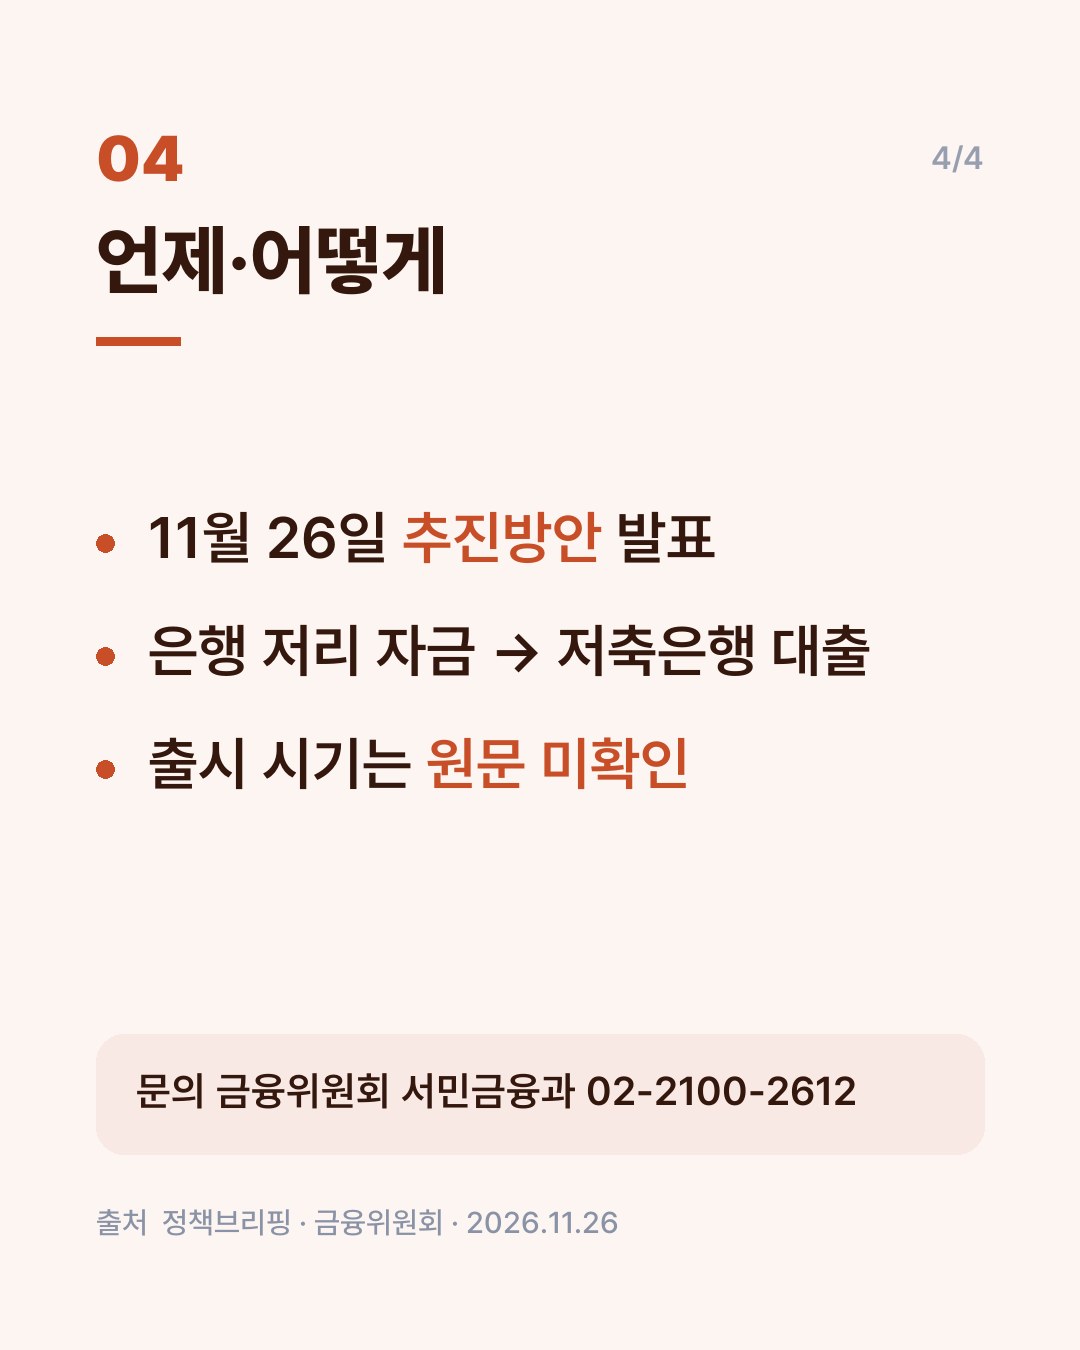 04
4/4
언제·어떻게
• 11월 26일 추진방안 발표
• 은행 저리 자금 → 저축은행 대출
• 출시 시기는 원문 미확인
문의 금융위원회 서민금융과 02-2100-2612
출처 정책브리핑 · 금융위원회 · 2026.11.26